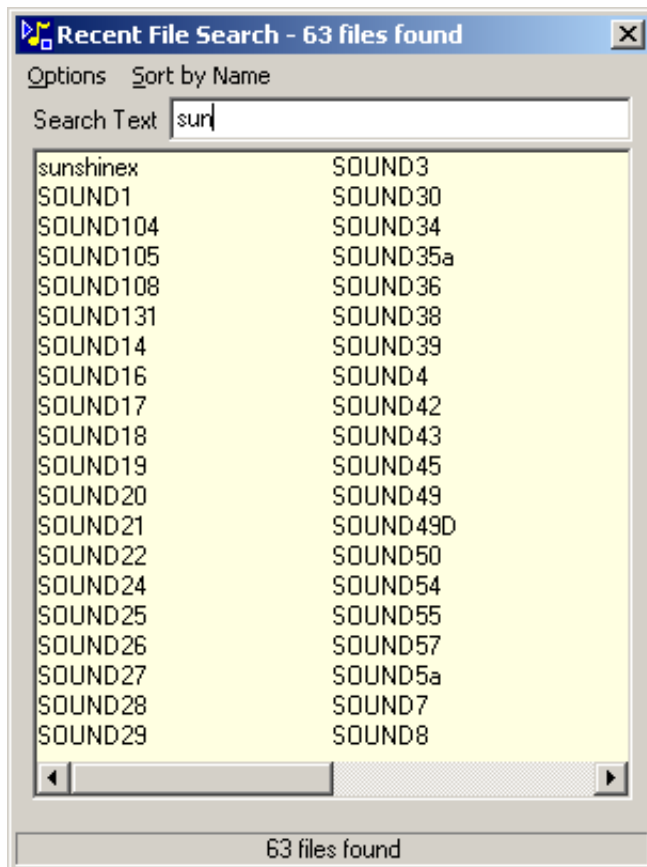 Recent File Search - 63 files found
Options Sort by Name
Search Text sun
sunshinex
SOUND1
SOUND104
SOUND105
SOUND108
SOUND131
SOUND14
SOUND16
SOUND17
SOUND18
SOUND19
SOUND20
SOUND21
SOUND22
SOUND24
SOUND25
SOUND26
SOUND27
SOUND28
SOUND29
SOUND3
SOUND30
SOUND34
SOUND35a
SOUND36
SOUND38
SOUND39
SOUND4
SOUND42
SOUND43
SOUND45
SOUND49
SOUND49D
SOUND50
SOUND54
SOUND55
SOUND57
SOUND5a
SOUND7
SOUND8
63 files found